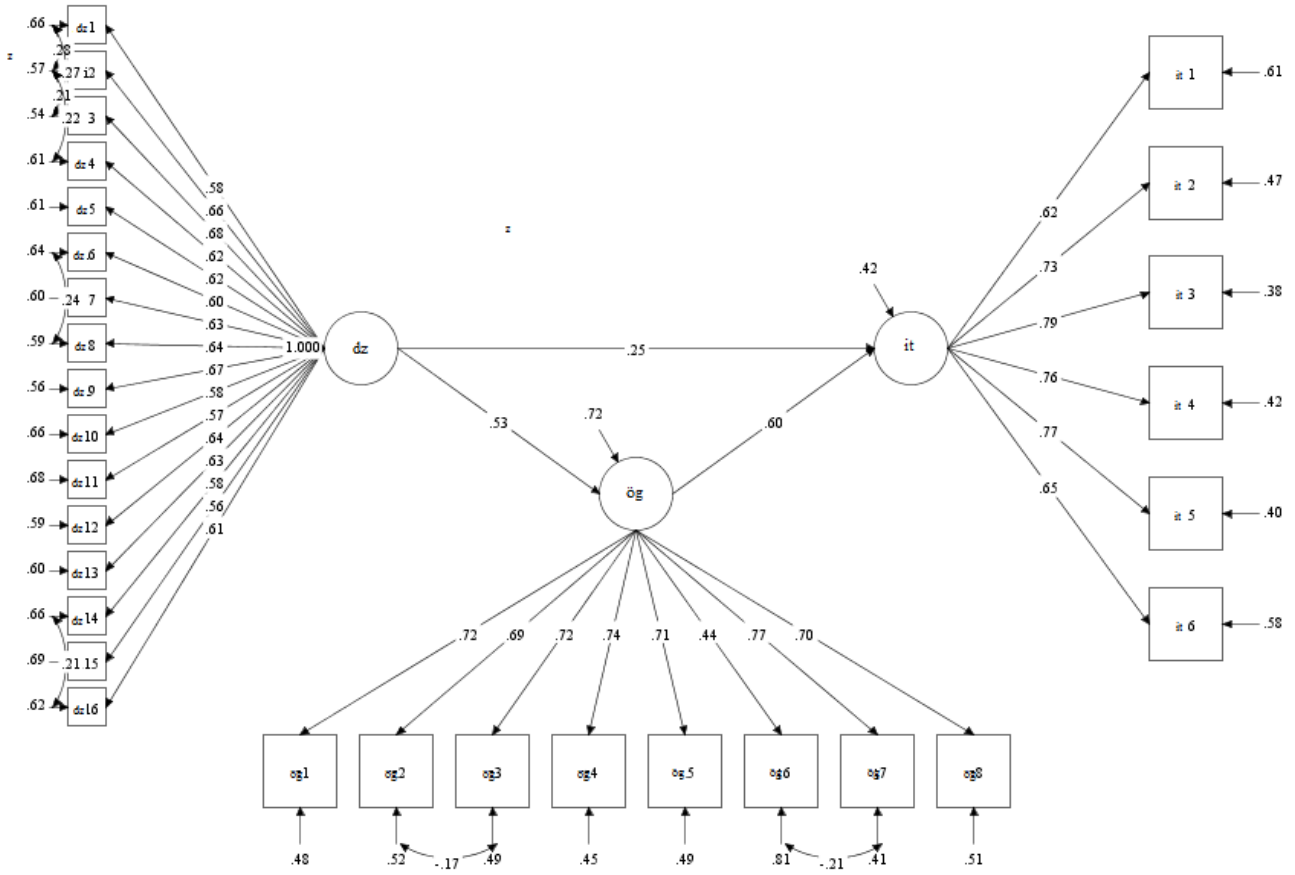 .66 dz1
.28
z
.57 .27 i2
.21
.54 .22 3
.61 dz4
.61 dz5
.64 dz6
.60 .24 7
.59 dz8
.56 dz9
.66 dz10
.68 dz11
.59 dz12
.60 dz13
.66 dz14
.69 .21 15
.62 dz16
.58
.66
.68
.62
.62
.60
.63
.64
.67
.58
.57
.64
.63
.58
.56
.61
1.000 dz
z
.25
.53
.72
ög
.60
.42
it
.62
.73
.79
.76
.77
.65
it 1 .61
it 2 .47
it 3 .38
it 4 .42
it 5 .40
it 6 .58
.72 .69 .72 .74 .71 .44 .77 .70
ög1 ög2 ög3 ög4 ög5 ög6 ög7 ög8
.48 .52 -.17 .49 .45 .49 .81 -.21 .41 .51